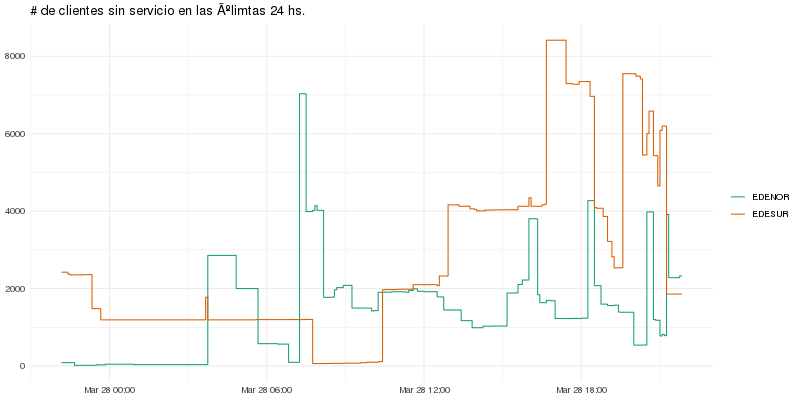 # de clientes sin servicio en las Ãºlimtas 24 hs.
8000
6000
4000
2000
0
Mar 28 00:00
Mar 28 06:00
Mar 28 12:00
Mar 28 18:00
EDENOR
EDESUR